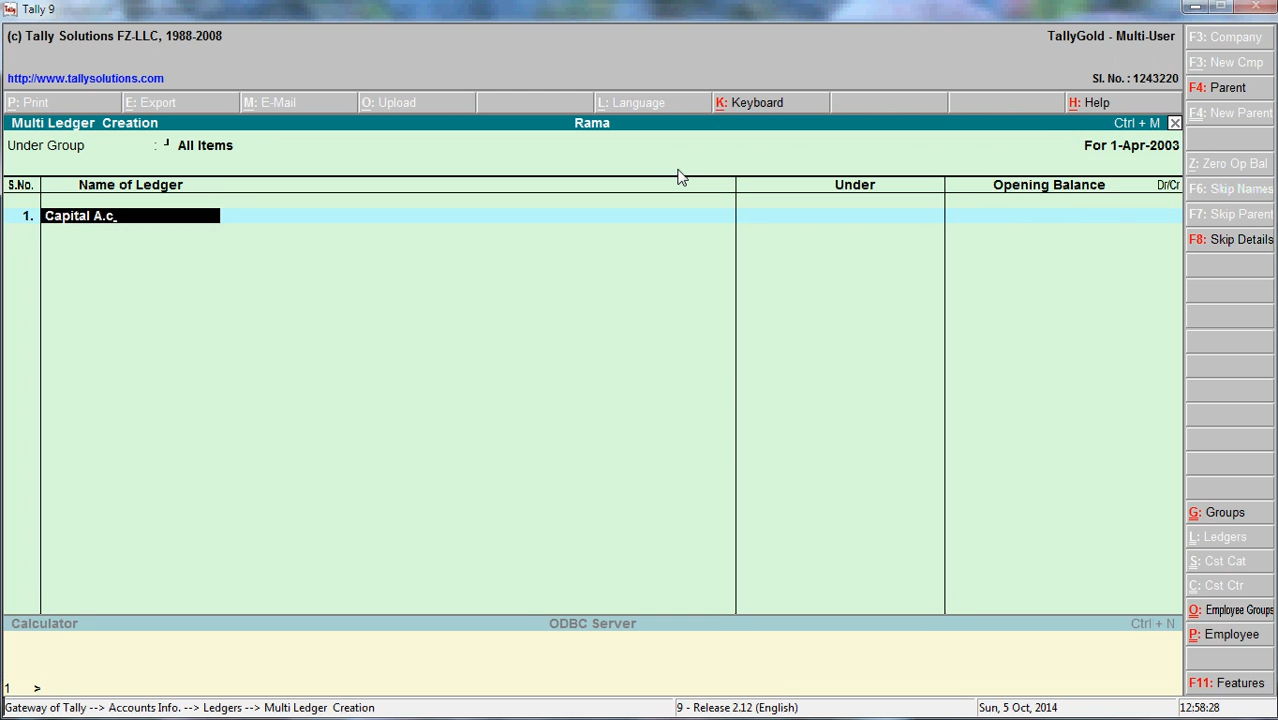 Tally 9
(c) Tally Solutions FZ-LLC, 1988-2008
TallyGold - Multi-User
http://www.tallysolutions.com
Sl. No. : 1243220
P: Print
E: Export
M: E-Mail
O: Upload
L: Language
K: Keyboard
H: Help
Multi Ledger Creation
Rama
Ctrl + M
Under Group : ┘ All Items
For 1-Apr-2003
S.No.
Name of Ledger
Under
Opening Balance
Dr/Cr
1. Capital A.c_
F3: Company
F3: New Cmp
F4: Parent
F4: New Parent
Z: Zero Op Bal
F6: Skip Names
F7: Skip Parent
F8: Skip Details
G: Groups
L: Ledgers
S: Cst Cat
C: Cst Ctr
O: Employee Groups
P: Employee
F11: Features
Calculator
ODBC Server
Ctrl + N
1 >
Gateway of Tally --> Accounts Info. --> Ledgers --> Multi Ledger Creation
9 - Release 2.12 (English)
Sun, 5 Oct, 2014
12:58:28